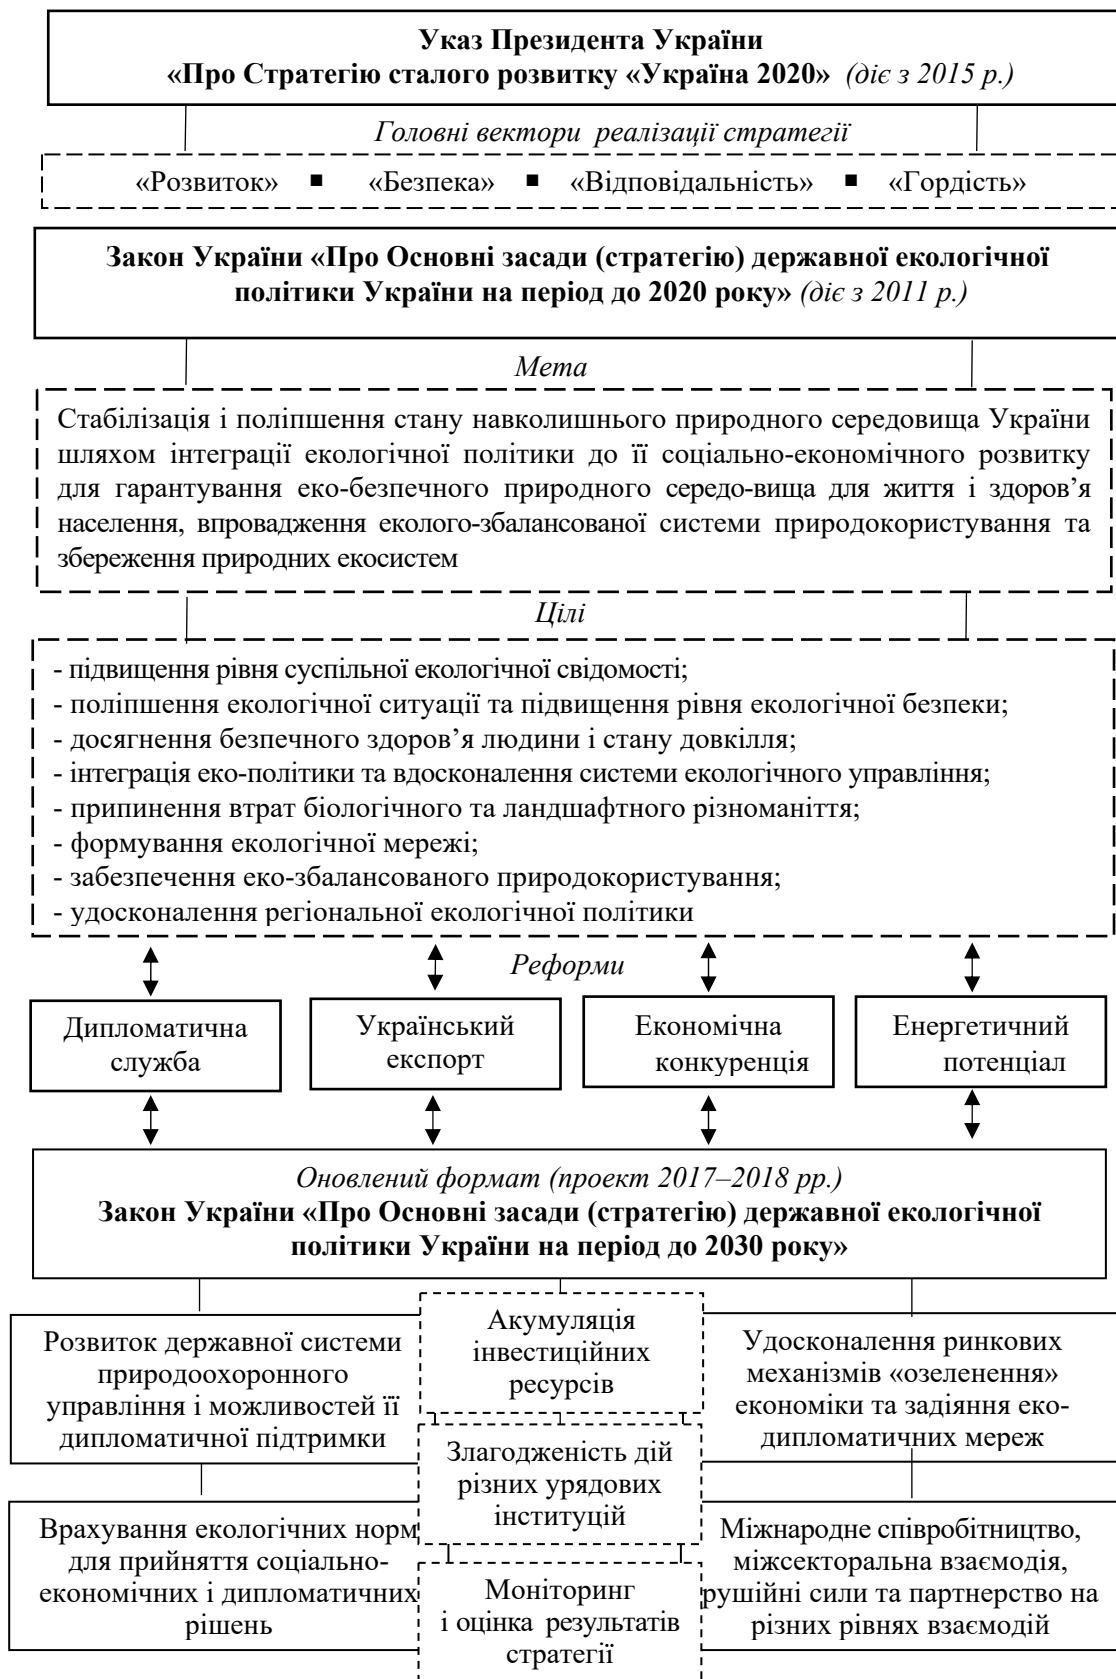 Указ Президента України
«Про Стратегію сталого розвитку «Україна 2020» (діє з 2015 р.)
Головні вектори реалізації стратегії
«Розвиток» ▪ «Безпека» ▪ «Відповідальність» ▪ «Гордість»
Закон України «Про Основні засади (стратегію) державної екологічної
політики України на період до 2020 року» (діє з 2011 р.)
Мета
Стабілізація і поліпшення стану навколишнього природного середовища України
шляхом інтеграції екологічної політики до її соціально-економічного розвитку
для гарантування еко-безпечного природного середо-вища для життя і здоров’я
населення, впровадження еколого-збалансованої системи природокористування та
збереження природних екосистем
Цілі
- підвищення рівня суспільної екологічної свідомості;
- поліпшення екологічної ситуації та підвищення рівня екологічної безпеки;
- досягнення безпечного здоров’я людини і стану довкілля;
- інтеграція еко-політики та вдосконалення системи екологічного управління;
- припинення втрат біологічного та ландшафтного різноманіття;
- формування екологічної мережі;
- забезпечення еко-збалансованого природокористування;
- удосконалення регіональної екологічної політики
Реформи
Дипломатична
служба
Український
експорт
Економічна
конкуренція
Енергетичний
потенціал
Оновлений формат (проект 2017–2018 рр.)
Закон України «Про Основні засади (стратегію) державної екологічної
політики України на період до 2030 року»
Розвиток державної системи
природоохоронного
управління і можливостей її
дипломатичної підтримки
Акумуляція
інвестиційних
ресурсів
Удосконалення ринкових
механізмів «озеленення»
економіки та задіяння еко-
дипломатичних мереж
Злагодженість дій
різних урядових
інституцій
Врахування екологічних норм
для прийняття соціально-
економічних і дипломатичних
рішень
Моніторинг
і оцінка результатів
стратегії
Міжнародне співробітництво,
міжсекторальна взаємодія,
рушійні сили та партнерство на
різних рівнях взаємодій